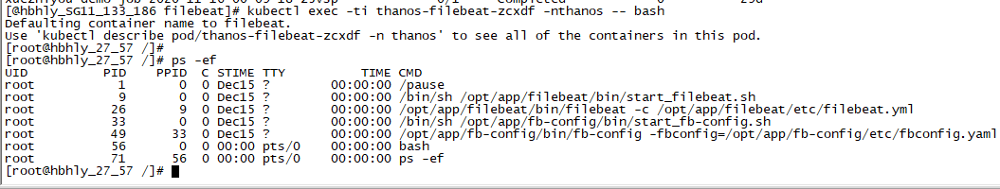 [@hbhly_SG11_133_186 filebeat]# kubectl exec -ti thanos-filebeat-zcxdf -nthanos -- bash
Defaulting container name to filebeat.
Use 'kubectl describe pod/thanos-filebeat-zcxdf -n thanos' to see all of the containers in this pod.
[root@hbhly_27_57 /]#
[root@hbhly_27_57 /]# ps -ef
UID PID PPID C STIME TTY TIME CMD
root 1 0 0 Dec15 ? 00:00:00 /pause
root 9 0 0 Dec15 ? 00:00:00 /bin/sh /opt/app/filebeat/bin/start_filebeat.sh
root 26 9 0 Dec15 ? 00:00:00 /opt/app/filebeat/bin/filebeat -c /opt/app/filebeat/etc/filebeat.yml
root 33 0 0 Dec15 ? 00:00:00 /bin/sh /opt/app/fb-config/bin/start_fb-config.sh
root 49 33 0 Dec15 ? 00:00:00 /opt/app/fb-config/bin/fb-config -fbconfig=/opt/app/fb-config/etc/fbconfig.yaml
root 56 0 0 00:00 pts/0 00:00:00 bash
root 71 56 0 00:00 pts/0 00:00:00 ps -ef
[root@hbhly_27_57 /]#